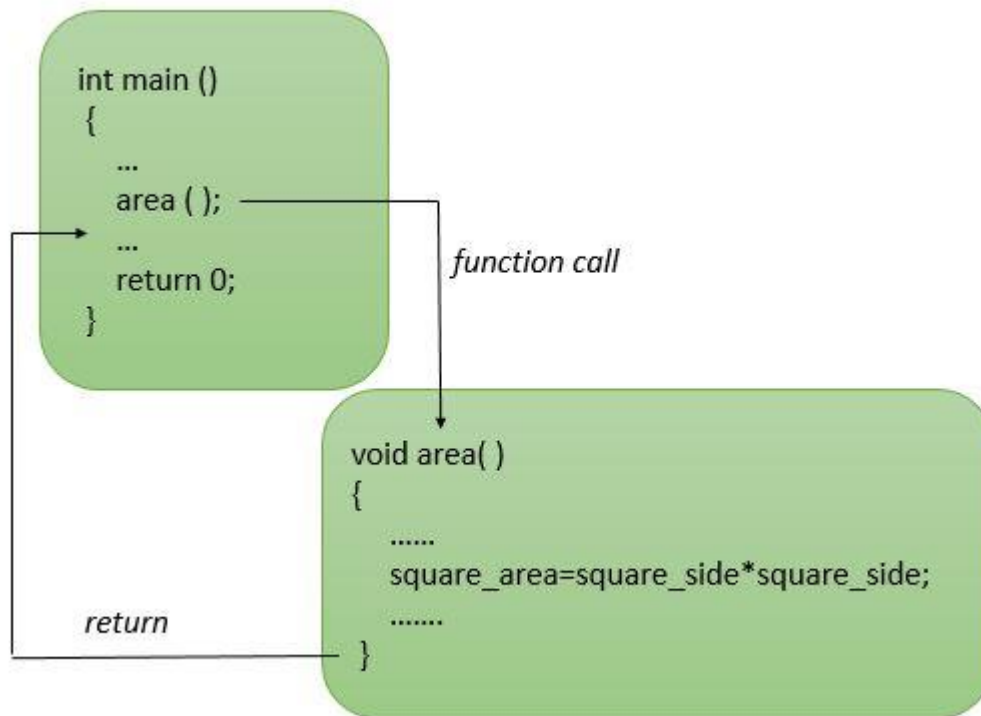 int main ()
{
...
area ( );
...
return 0;
}
function call
void area( )
{
......
square_area=square_side*square_side;
.......
}
return